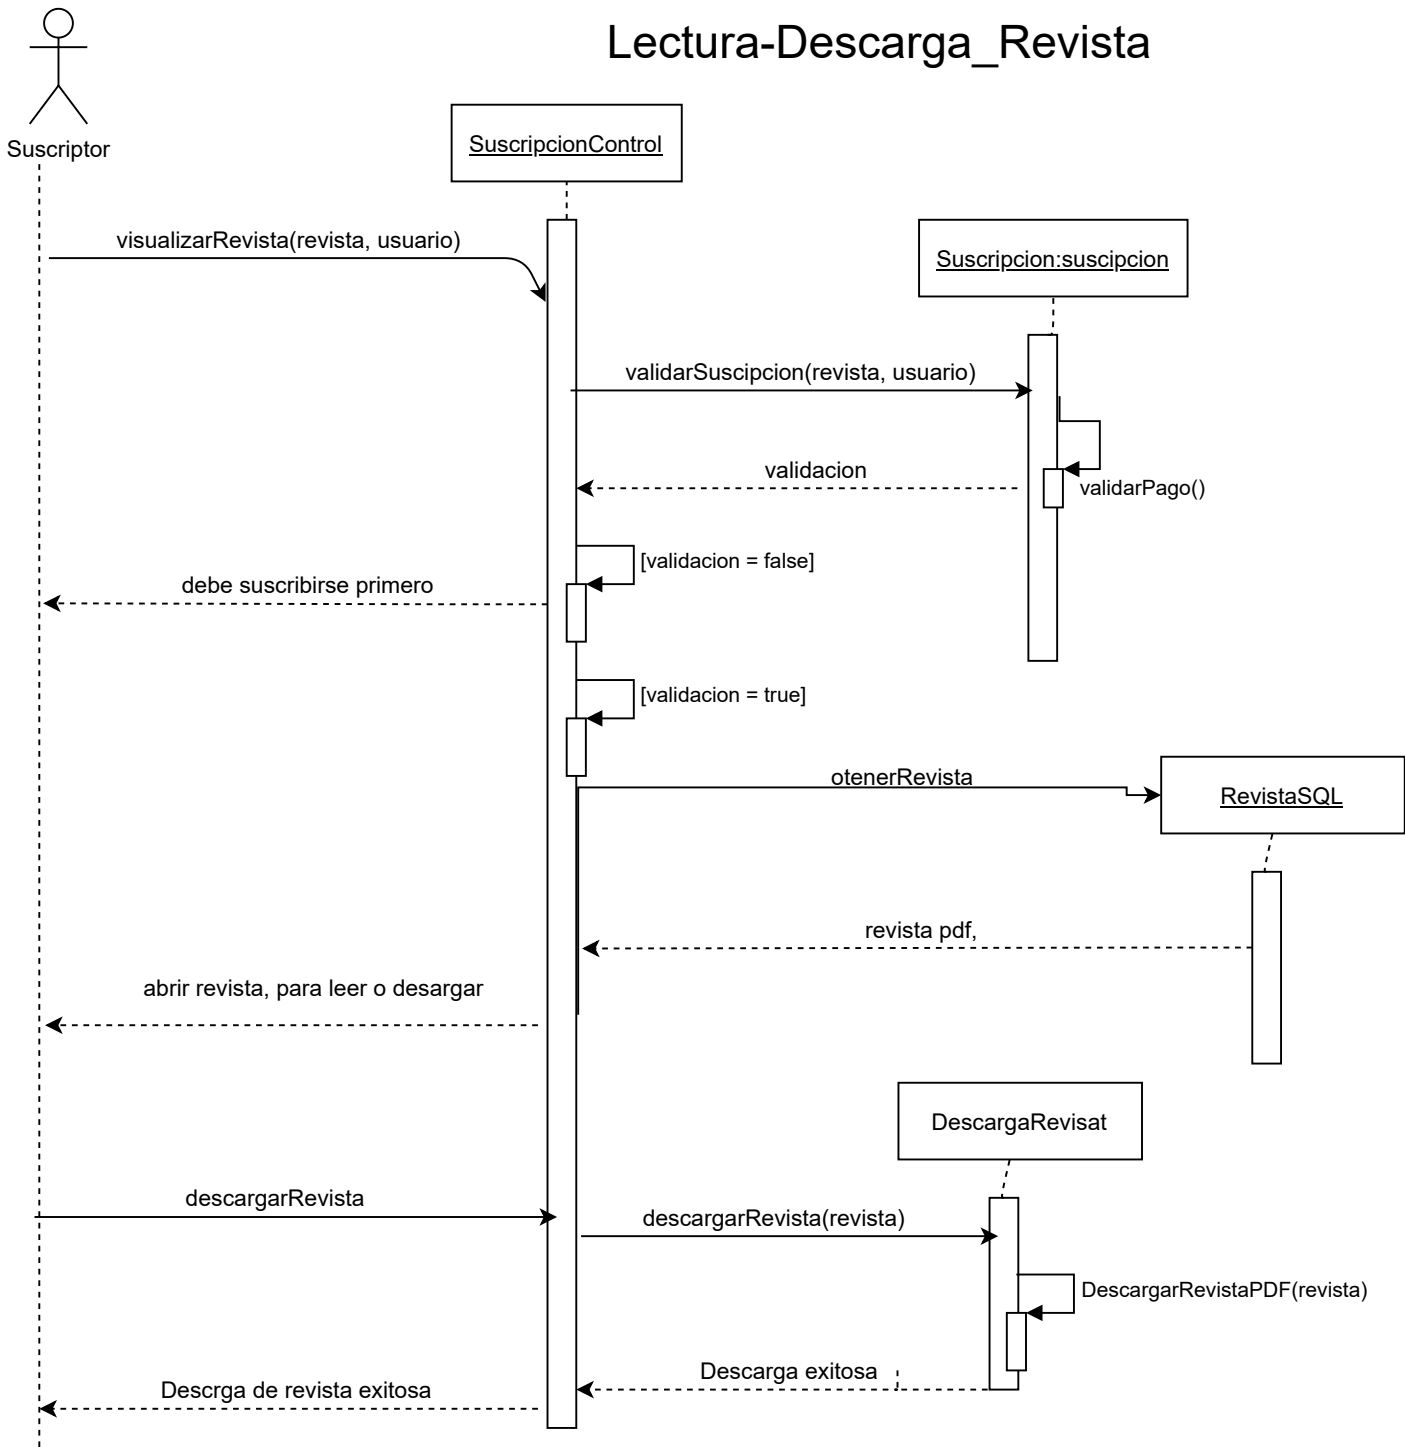 Lectura-Descarga_Revista
Suscriptor
SuscripcionControl
visualizarRevista(revista, usuario)
Suscripcion:suscipcion
validarSuscipcion(revista, usuario)
validacion
validarPago()
[validacion = false]
debe suscribirse primero
[validacion = true]
otenerRevista
RevistaSQL
revista pdf,
abrir revista, para leer o desargar
DescargaRevisat
descargarRevista
descargarRevista(revista)
DescargarRevistaPDF(revista)
Descarga exitosa
Descrga de revista exitosa